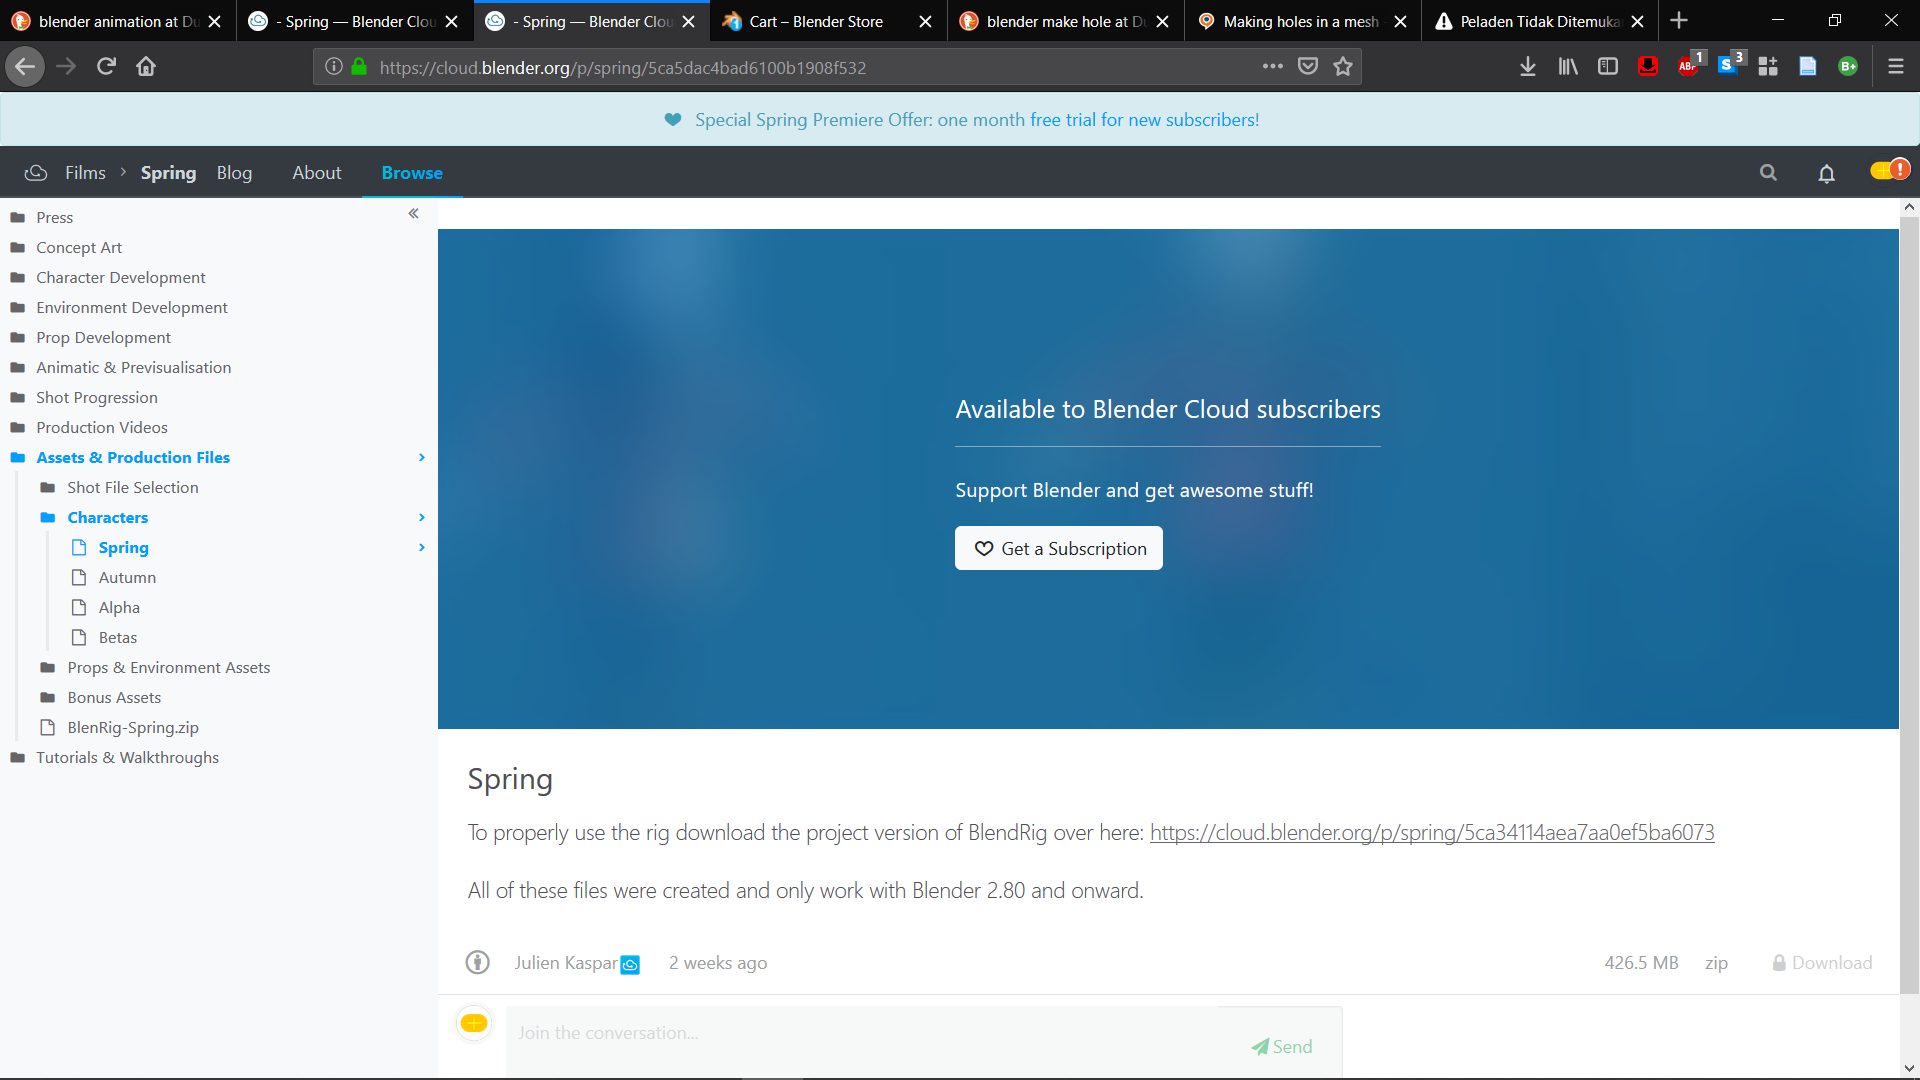 blender animation at Du
- Spring — Blender Clou
- Spring — Blender Clou
Cart – Blender Store
blender make hole at Du
Making holes in a mesh -
Peladen Tidak Ditemuka
https://cloud.blender.org/p/spring/5ca5dac4bad6100b1908f532
ABP 1
S 3
B+
Special Spring Premiere Offer: one month free trial for new subscribers!
Films › Spring Blog About Browse
Press
Concept Art
Character Development
Environment Development
Prop Development
Animatic & Previsualisation
Shot Progression
Production Videos
Assets & Production Files
Shot File Selection
Characters
Spring
Autumn
Alpha
Betas
Props & Environment Assets
Bonus Assets
BlenRig-Spring.zip
Tutorials & Walkthroughs
Available to Blender Cloud subscribers
Support Blender and get awesome stuff!
Get a Subscription
Spring
To properly use the rig download the project version of BlendRig over here: https://cloud.blender.org/p/spring/5ca34114aea7aa0ef5ba6073
All of these files were created and only work with Blender 2.80 and onward.
Julien Kaspar 2 weeks ago 426.5 MB zip Download
Join the conversation...
Send